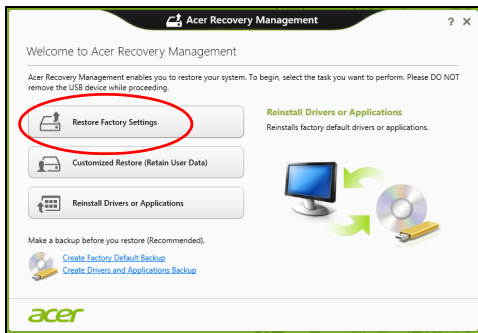 Acer Recovery Management
? ×
Welcome to Acer Recovery Management
Acer Recovery Management enables you to restore your system. To begin, select the task you want to perform. Please DO NOT
remove the USB device while proceeding.
Restore Factory Settings
Customized Restore (Retain User Data)
Reinstall Drivers or Applications
Reinstall Drivers or Applications
Reinstalls factory default drivers or applications.
Make a backup before you restore (Recommended).
Create Factory Default Backup
Create Drivers and Applications Backup
acer